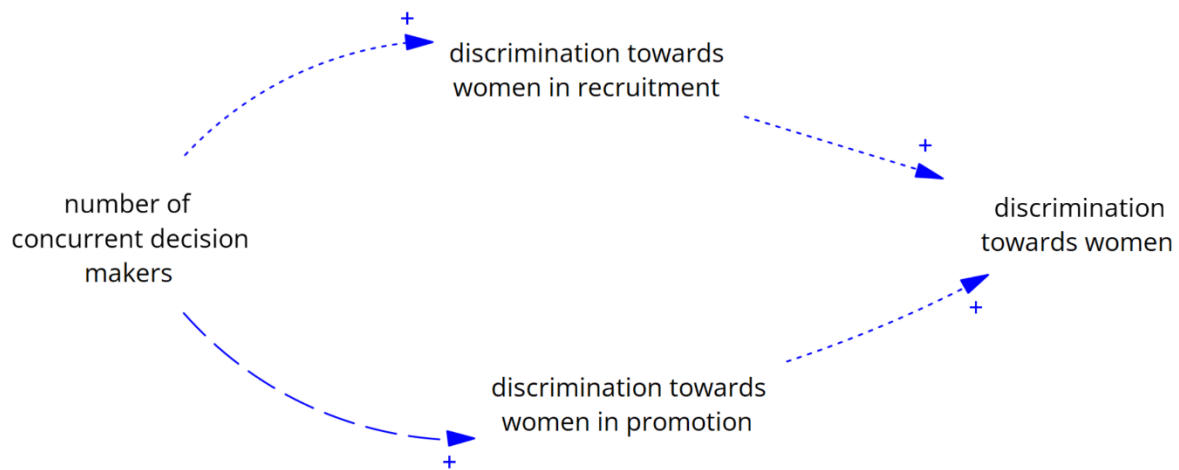 +
discrimination towards
women in recruitment
+
number of
concurrent decision
makers
discrimination
towards women
+
discrimination towards
women in promotion
+